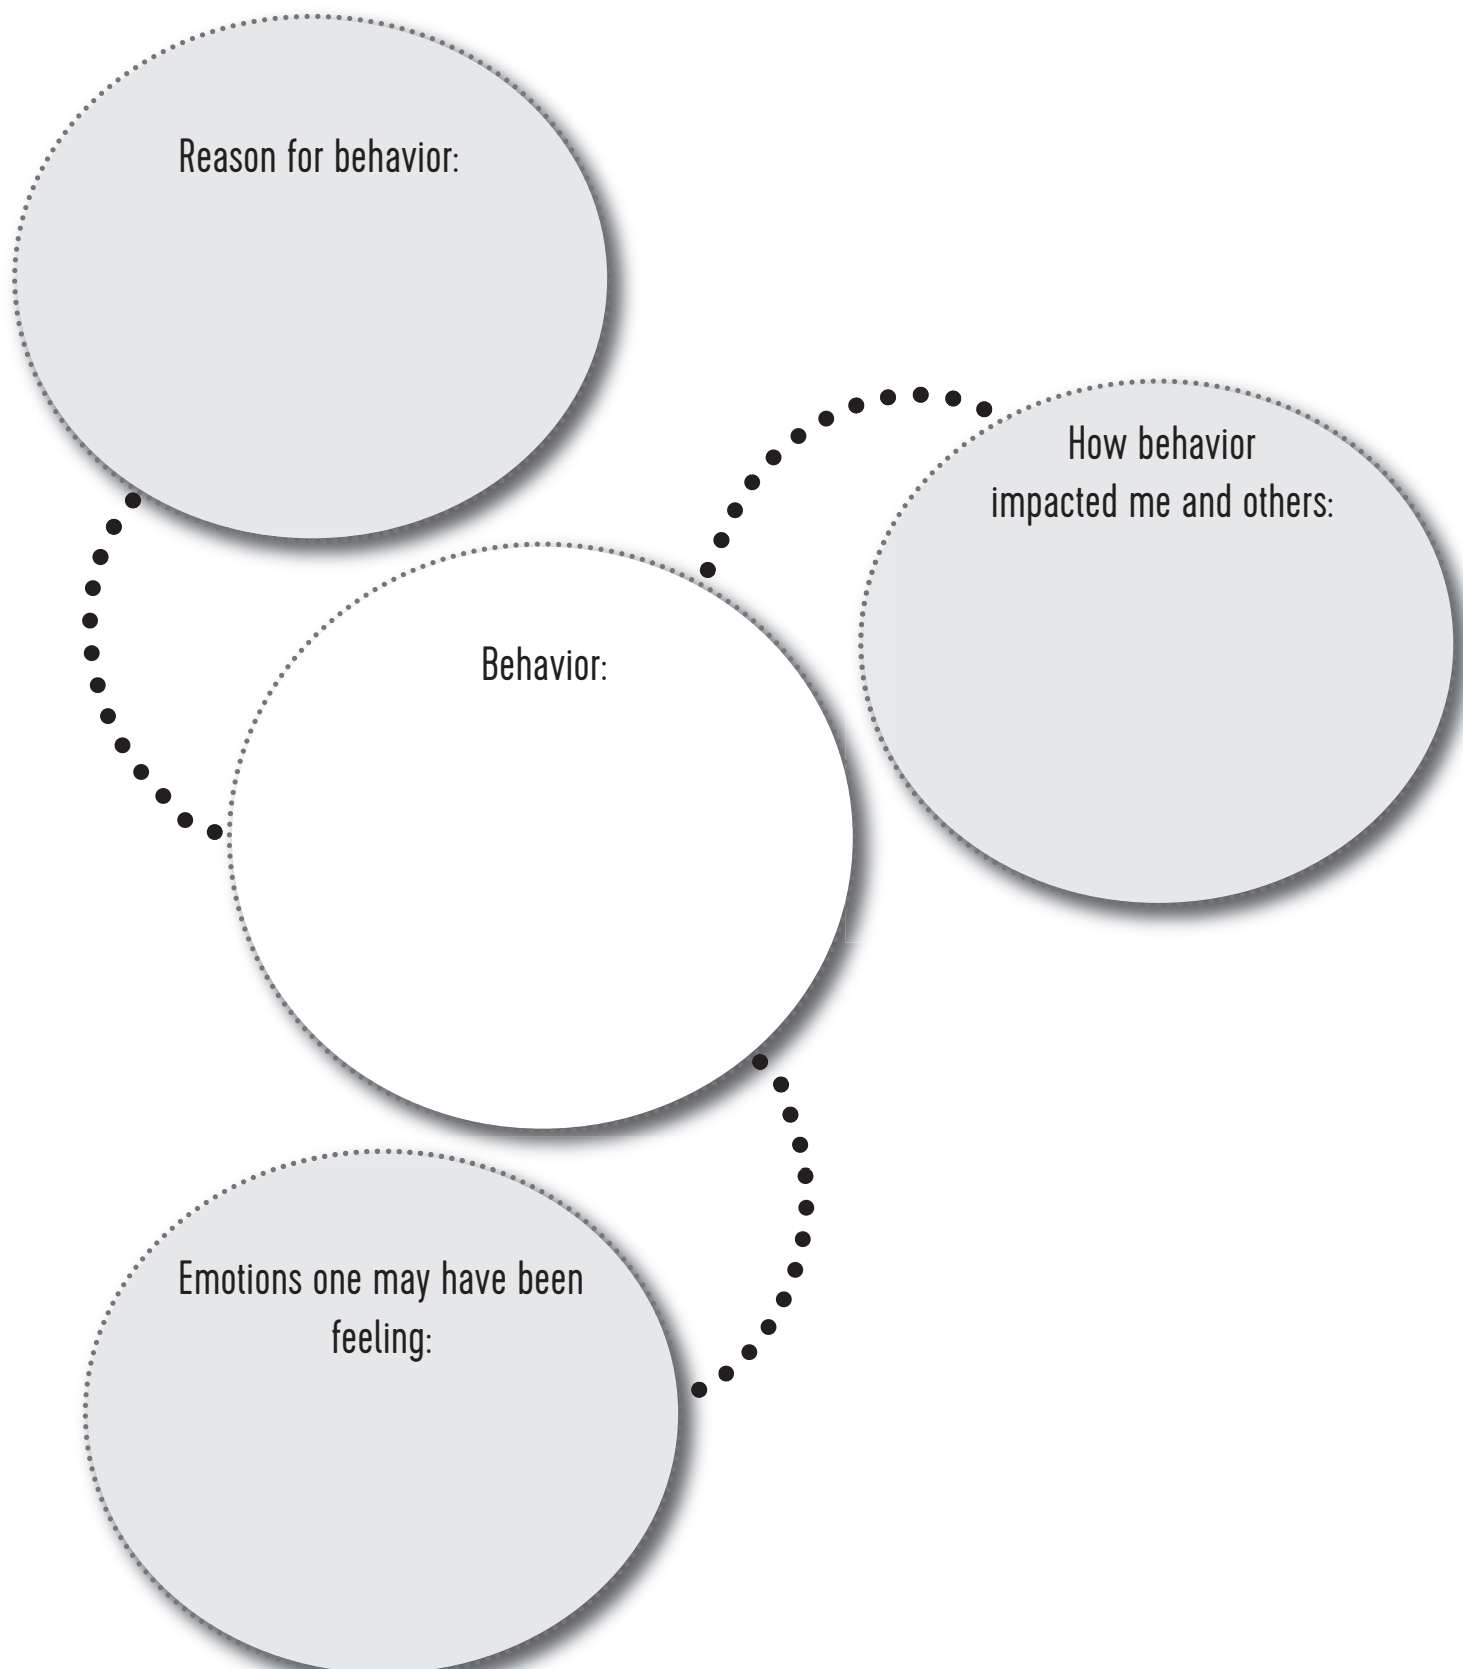 Reason for behavior:
How behavior
impacted me and others:
Behavior:
Emotions one may have been
feeling: